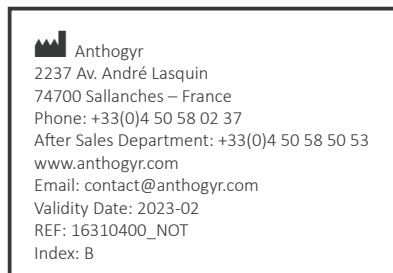 Anthogyr
2237 Av. André Lasquin
74700 Sallanches – France
Phone: +33(0)4 50 58 02 37
After Sales Department: +33(0)4 50 58 50 53
www.anthogyr.com
Email: contact@anthogyr.com
Validity Date: 2023-02
REF: 16310400_NOT
Index: B